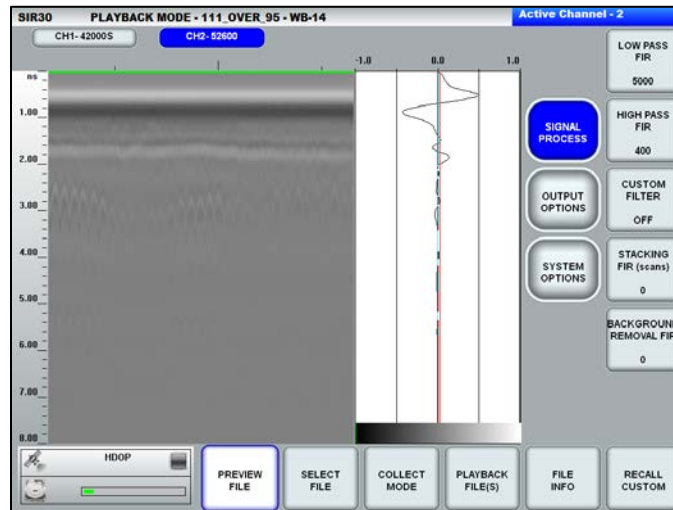 SIR30 PLAYBACK MODE - 111_OVER_95 - WB-14
Active Channel - 2
CH1- 42000S
CH2- 52600
ns
1.00
2.00
3.00
4.00
5.00
6.00
7.00
8.00
-1.0 0.0 1.0
SIGNAL
PROCESS
OUTPUT
OPTIONS
SYSTEM
OPTIONS
LOW PASS
FIR
5000
HIGH PASS
FIR
400
CUSTOM
FILTER
OFF
STACKING
FIR (scans)
0
BACKGROUN
REMOVAL FIF
0
HDOP
PREVIEW
FILE
SELECT
FILE
COLLECT
MODE
PLAYBACK
FILE(S)
FILE
INFO
RECALL
CUSTOM